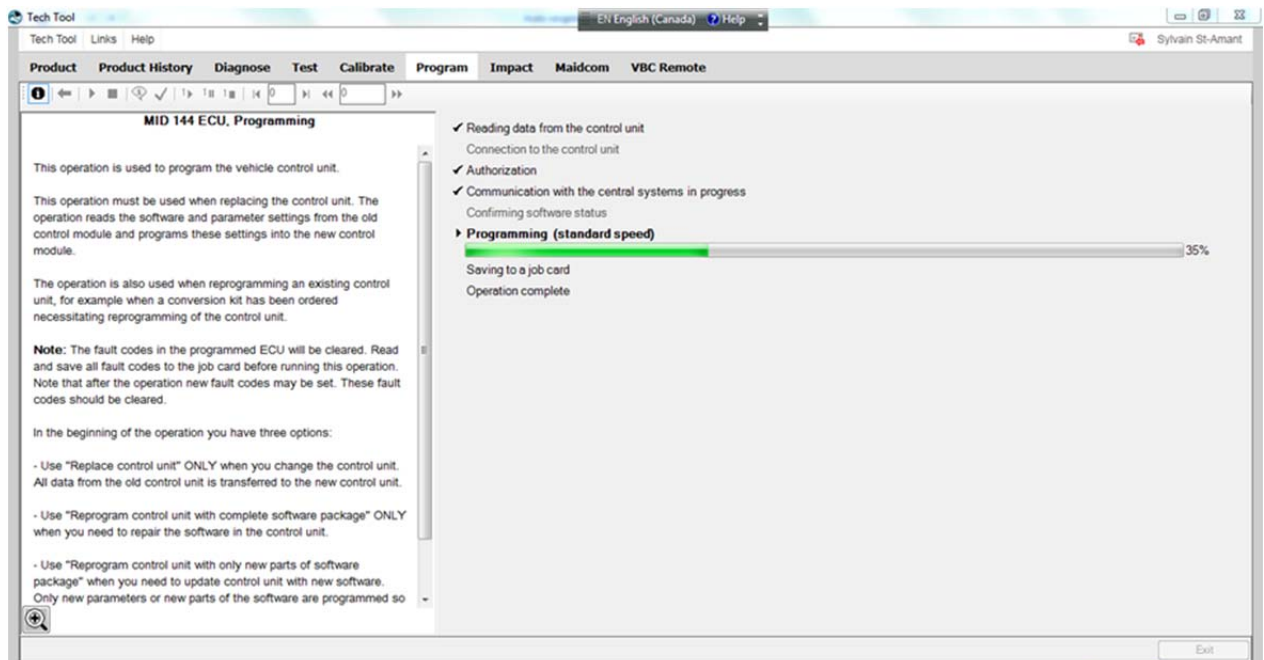 Tech Tool
EN English (Canada) Help
Tech Tool Links Help
Sylvain St-Amant
Product Product History Diagnose Test Calibrate Program Impact Maidcom VBC Remote
0 0
MID 144 ECU, Programming
This operation is used to program the vehicle control unit.
This operation must be used when replacing the control unit. The
operation reads the software and parameter settings from the old
control module and programs these settings into the new control
module.
The operation is also used when reprogramming an existing control
unit, for example when a conversion kit has been ordered
necessitating reprogramming of the control unit.
Note: The fault codes in the programmed ECU will be cleared. Read
and save all fault codes to the job card before running this operation.
Note that after the operation new fault codes may be set. These fault
codes should be cleared.
In the beginning of the operation you have three options:
- Use "Replace control unit" ONLY when you change the control unit.
All data from the old control unit is transferred to the new control unit.
- Use "Reprogram control unit with complete software package" ONLY
when you need to repair the software in the control unit.
- Use "Reprogram control unit with only new parts of software
package" when you need to update control unit with new software.
Only new parameters or new parts of the software are programmed so
Reading data from the control unit
Connection to the control unit
Authorization
Communication with the central systems in progress
Confirming software status
Programming (standard speed)
35%
Saving to a job card
Operation complete
Exit